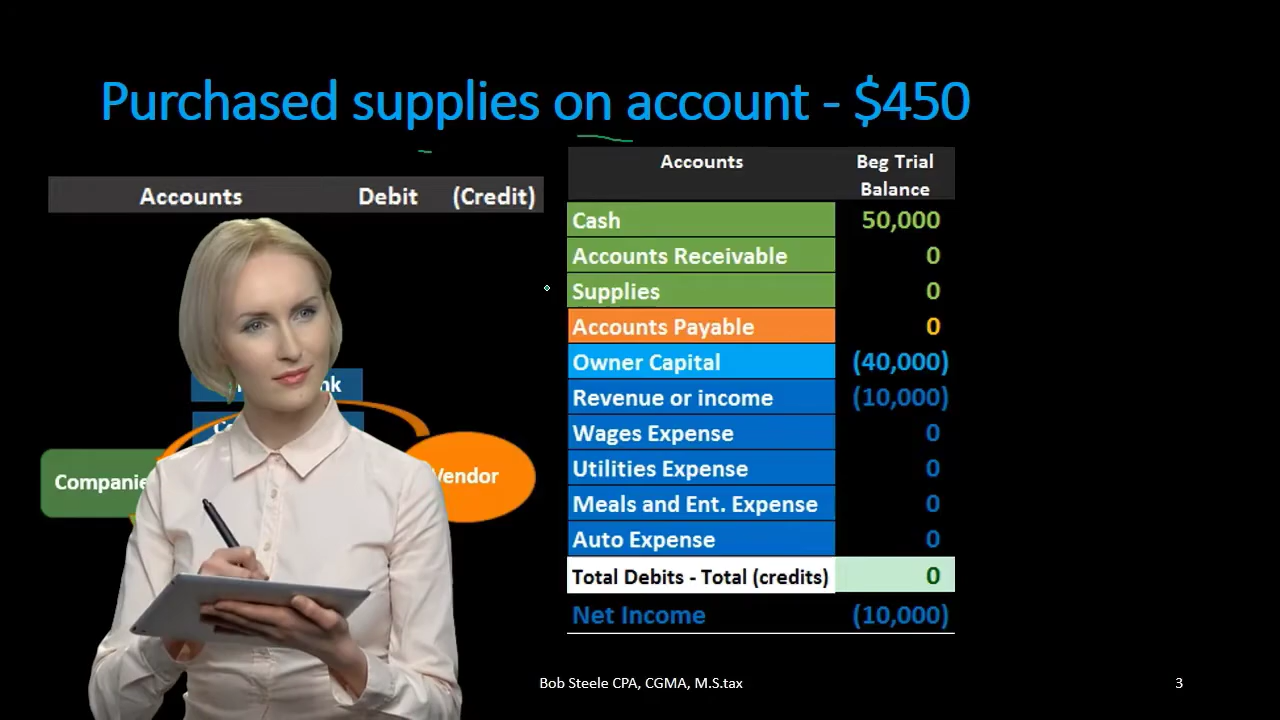 Purchased supplies on account - $450
Accounts Debit (Credit)
Companie
Vendor
Accounts Beg Trial Balance
Cash 50,000
Accounts Receivable 0
Supplies 0
Accounts Payable 0
Owner Capital (40,000)
Revenue or income (10,000)
Wages Expense 0
Utilities Expense 0
Meals and Ent. Expense 0
Auto Expense 0
Total Debits - Total (credits) 0
Net Income (10,000)
Bob Steele CPA, CGMA, M.S.tax
3